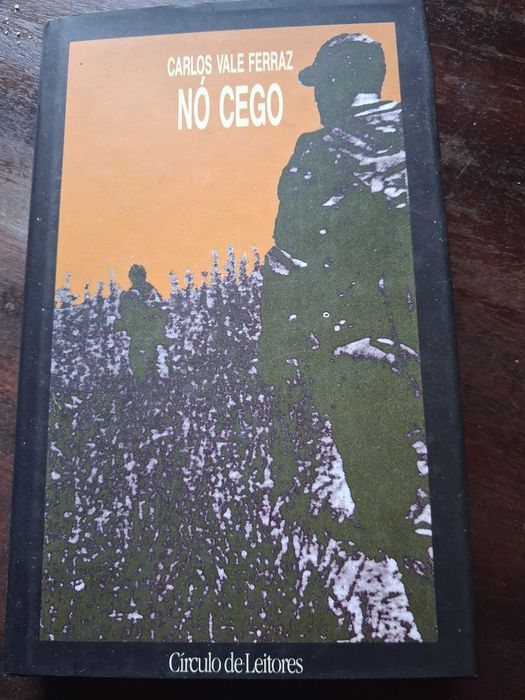 CARLOS VALE FERRAZ
NÓ CEGO
Círculo de Leitores